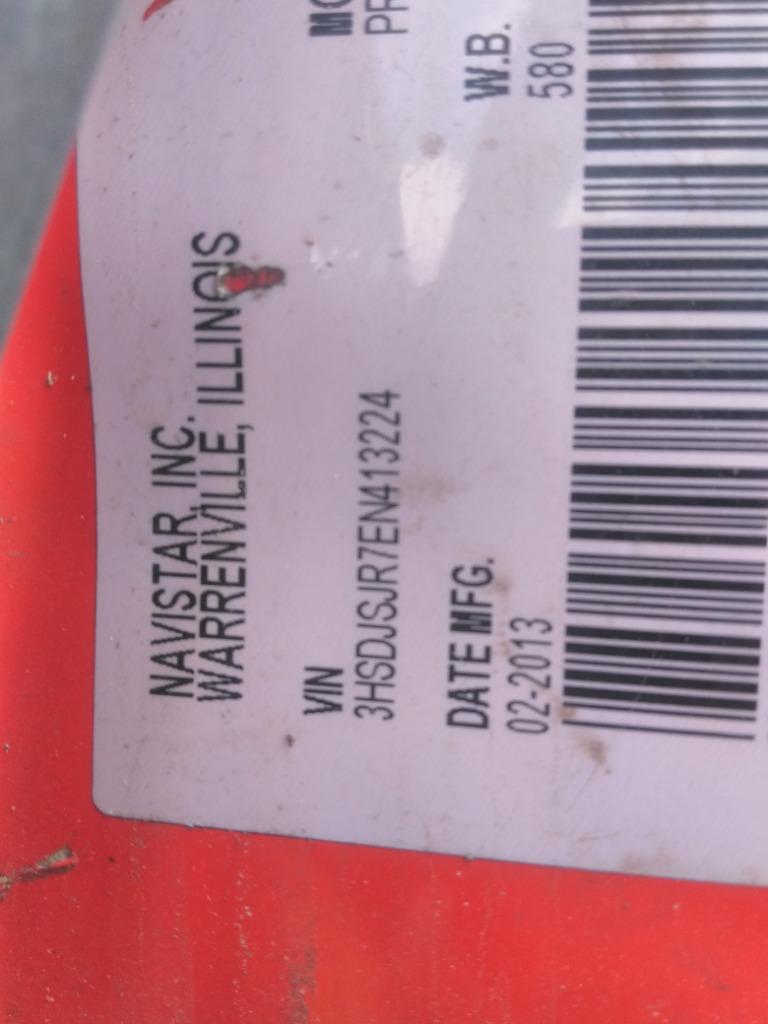 NAVISTAR, INC.
WARRENVILLE, ILLINOIS
VIN
3HSDJSJR7EN413224
DATE MFG.
02-2013
W.B.
580